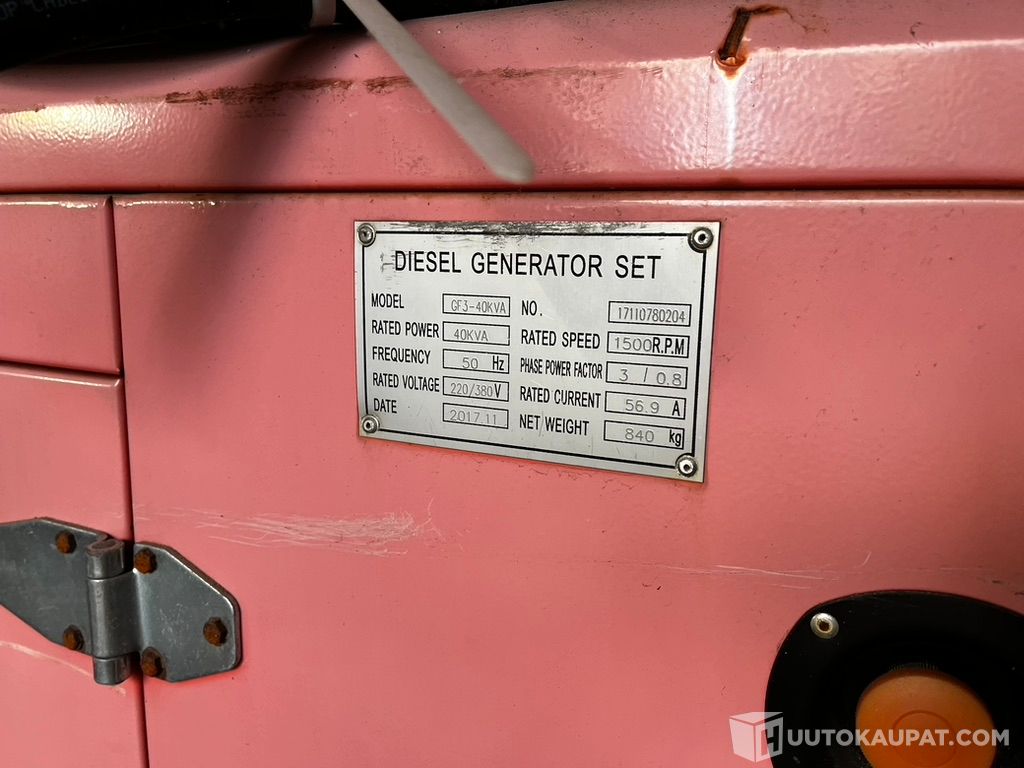 DIESEL GENERATOR SET
MODEL GF3-40KVA NO. 17110780204
RATED POWER 40KVA RATED SPEED 1500R.P.M
FREQUENCY 50 Hz PHASE POWER FACTOR 3 / 0.8
RATED VOLTAGE 220/380V RATED CURRENT 56.9 A
DATE 2017.11 NET WEIGHT 840 kg
HUUTOKAUPAT.COM